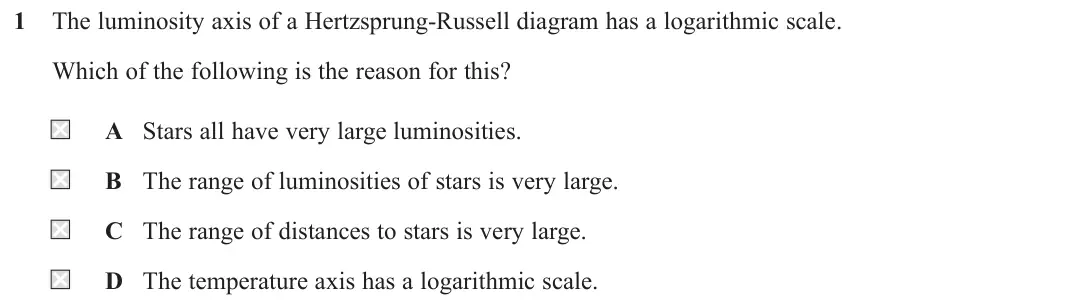 1 The luminosity axis of a Hertzsprung-Russell diagram has a logarithmic scale.
Which of the following is the reason for this?
A Stars all have very large luminosities.
B The range of luminosities of stars is very large.
C The range of distances to stars is very large.
D The temperature axis has a logarithmic scale.